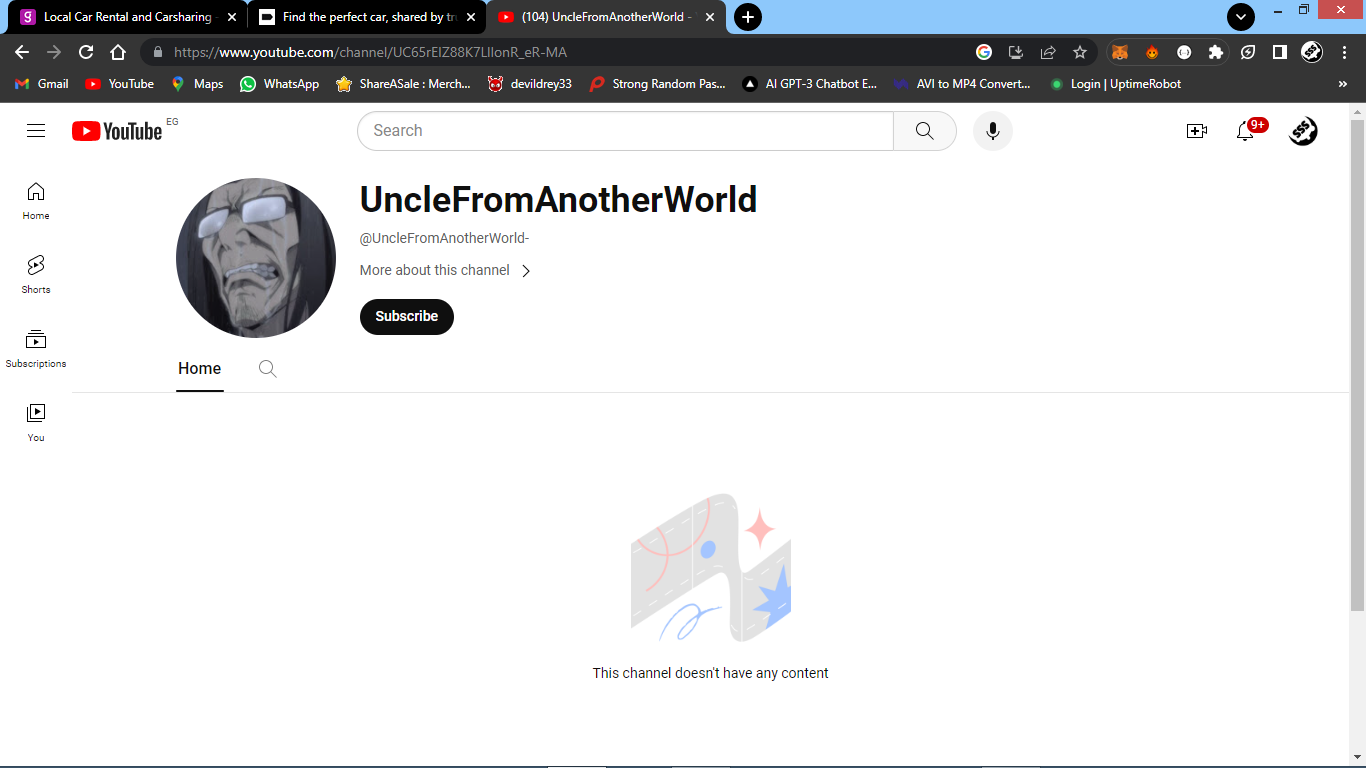 Local Car Rental and Carsharing
Find the perfect car, shared by tr
(104) UncleFromAnotherWorld -
https://www.youtube.com/channel/UC65rEIZ88K7LlIonR_eR-MA
Gmail
YouTube
Maps
WhatsApp
ShareASale : Merch...
devildrey33
Strong Random Pas...
AI GPT-3 Chatbot E...
AVI to MP4 Convert...
Login | UptimeRobot
YouTube EG
Search
9+
Home
Shorts
Subscriptions
You
UncleFromAnotherWorld
@UncleFromAnotherWorld-
More about this channel
Subscribe
Home
This channel doesn't have any content